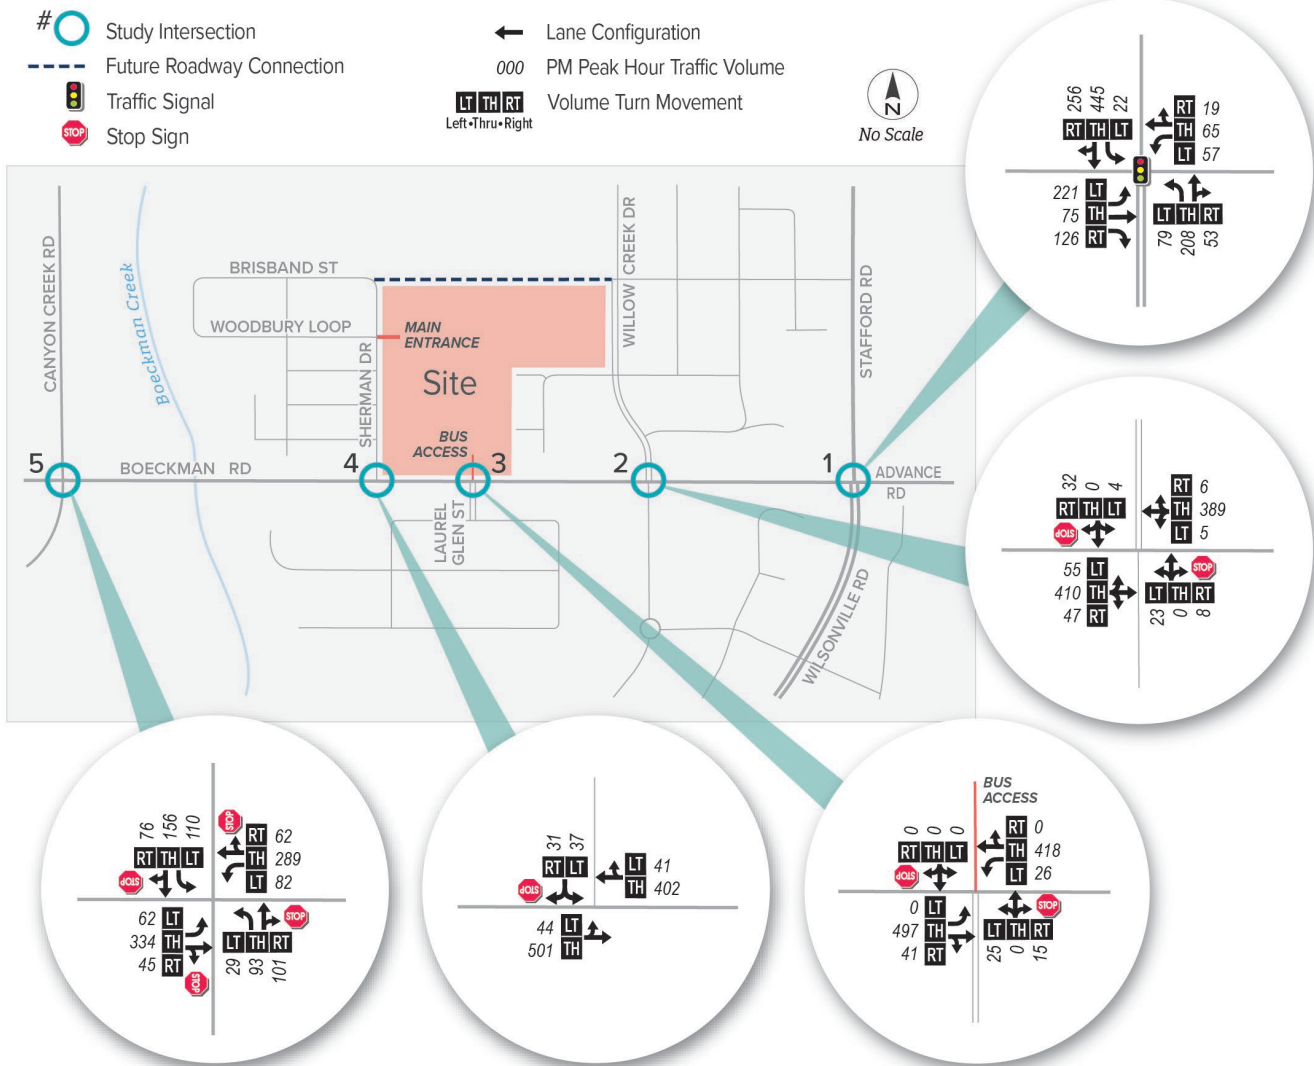 # Study Intersection
Future Roadway Connection
Traffic Signal
STOP Stop Sign
Lane Configuration
000 PM Peak Hour Traffic Volume
LT TH RT Volume Turn Movement
Left•Thru•Right
N
No Scale
CANYON CREEK RD
Boeckman Creek
BRISBAND ST
WOODBURY LOOP
SHERMAN DR
MAIN
ENTRANCE
Site
BUS
ACCESS
WILLOW CREEK DR
STAFFORD RD
5
BOECKMAN RD
4
3
2
1
ADVANCE
RD
LAUREL
GLEN ST
WILSONVILLE RD
256 445 22
RT TH LT
RT 19
TH 65
LT 57
221 LT
75 TH
126 RT
LT TH RT
79 208 53
32 0 4
RT TH LT
STOP
RT 6
TH 389
LT 5
55 LT
410 TH
47 RT
STOP
LT TH RT
23 0 8
76 156 110
RT TH LT
STOP
STOP
RT 62
TH 289
LT 82
62 LT
334 TH
45 RT
STOP
STOP
LT TH RT
29 93 101
31 37
RT LT
STOP
LT 41
TH 402
44 LT
501 TH
BUS
ACCESS
0 0 0
RT TH LT
STOP
RT 0
TH 418
LT 26
0 LT
497 TH
41 RT
STOP
LT TH RT
25 0 15